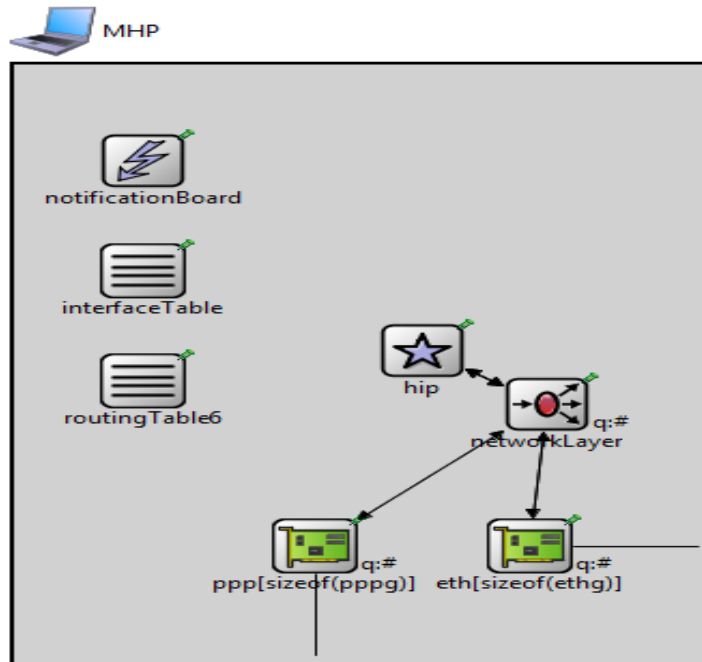 MHP
notificationBoard
interfaceTable
routingTable6
hip
q:#
networkLayer
q:#
ppp[sizeof(pppg)]
q:#
eth[sizeof(ethg)]